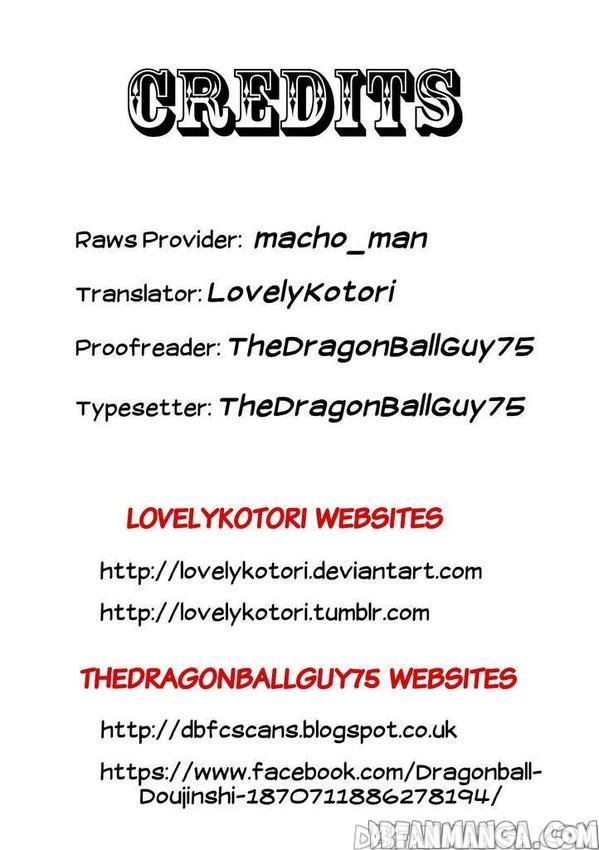 CREDITS
Raws Provider: macho_man
Translator: LovelyKotori
Proofreader: TheDragonBallGuy75
Typesetter: TheDragonBallGuy75
LOVELYKOTORI WEBSITES
http://lovelykotori.deviantart.com
http://lovelykotori.tumblr.com
THEDRAGONBALLGUY75 WEBSITES
http://dbfcscans.blogspot.co.uk
https://www.facebook.com/Dragonball-
Doujinshi-1870711886278194/
DBFANMANGA.COM